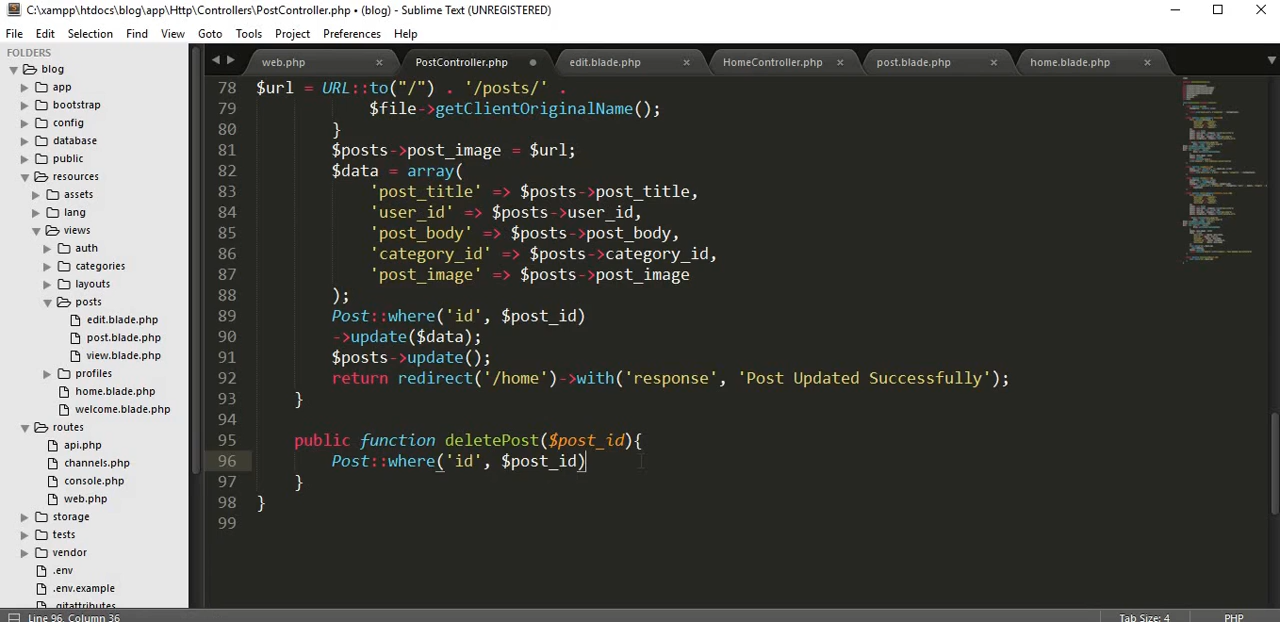 C:\xampp\htdocs\blog\app\Http\Controllers\PostController.php • (blog) - Sublime Text (UNREGISTERED)
File Edit Selection Find View Goto Tools Project Preferences Help
FOLDERS
blog
app
bootstrap
config
database
public
resources
assets
lang
views
auth
categories
layouts
posts
edit.blade.php
post.blade.php
view.blade.php
profiles
home.blade.php
welcome.blade.php
routes
api.php
channels.php
console.php
web.php
storage
tests
vendor
.env
.env.example
.gitattributes
web.php PostController.php edit.blade.php HomeController.php post.blade.php home.blade.php
78 $url = URL::to("/") . '/posts/' .
79 $file->getClientOriginalName();
80 }
81 $posts->post_image = $url;
82 $data = array(
83 'post_title' => $posts->post_title,
84 'user_id' => $posts->user_id,
85 'post_body' => $posts->post_body,
86 'category_id' => $posts->category_id,
87 'post_image' => $posts->post_image
88 );
89 Post::where('id', $post_id)
90 ->update($data);
91 $posts->update();
92 return redirect('/home')->with('response', 'Post Updated Successfully');
93 }
94
95 public function deletePost($post_id){
96 Post::where('id', $post_id)
97 }
98 }
99
Line 96, Column 36 Tab Size: 4 PHP